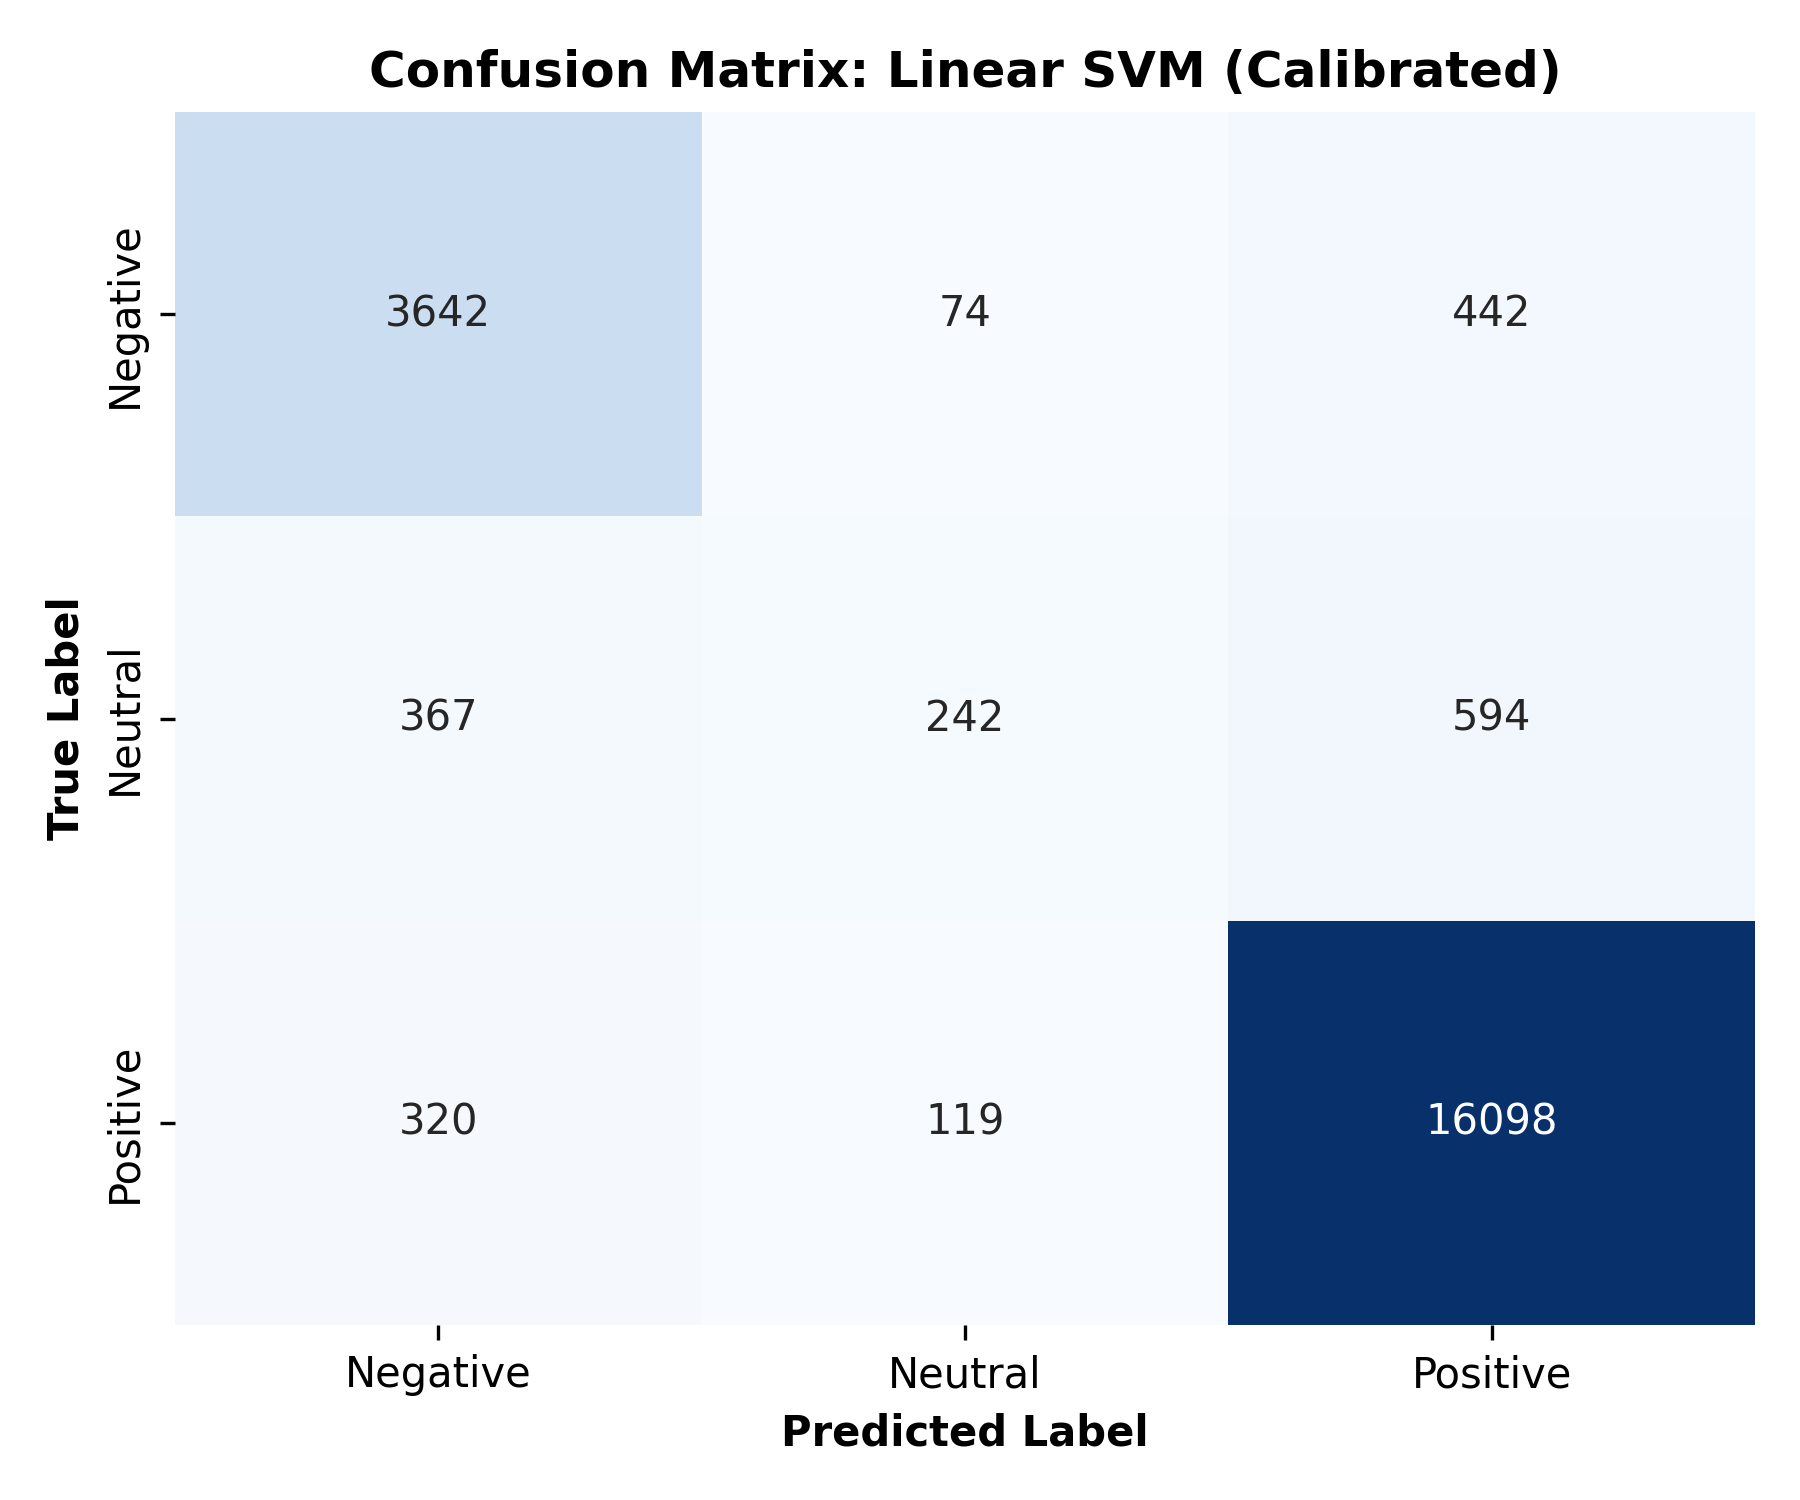 Confusion Matrix: Linear SVM (Calibrated)
True Label
Negative
3642 74 442
Neutral
367 242 594
Positive
320 119 16098
Negative Neutral Positive
Predicted Label